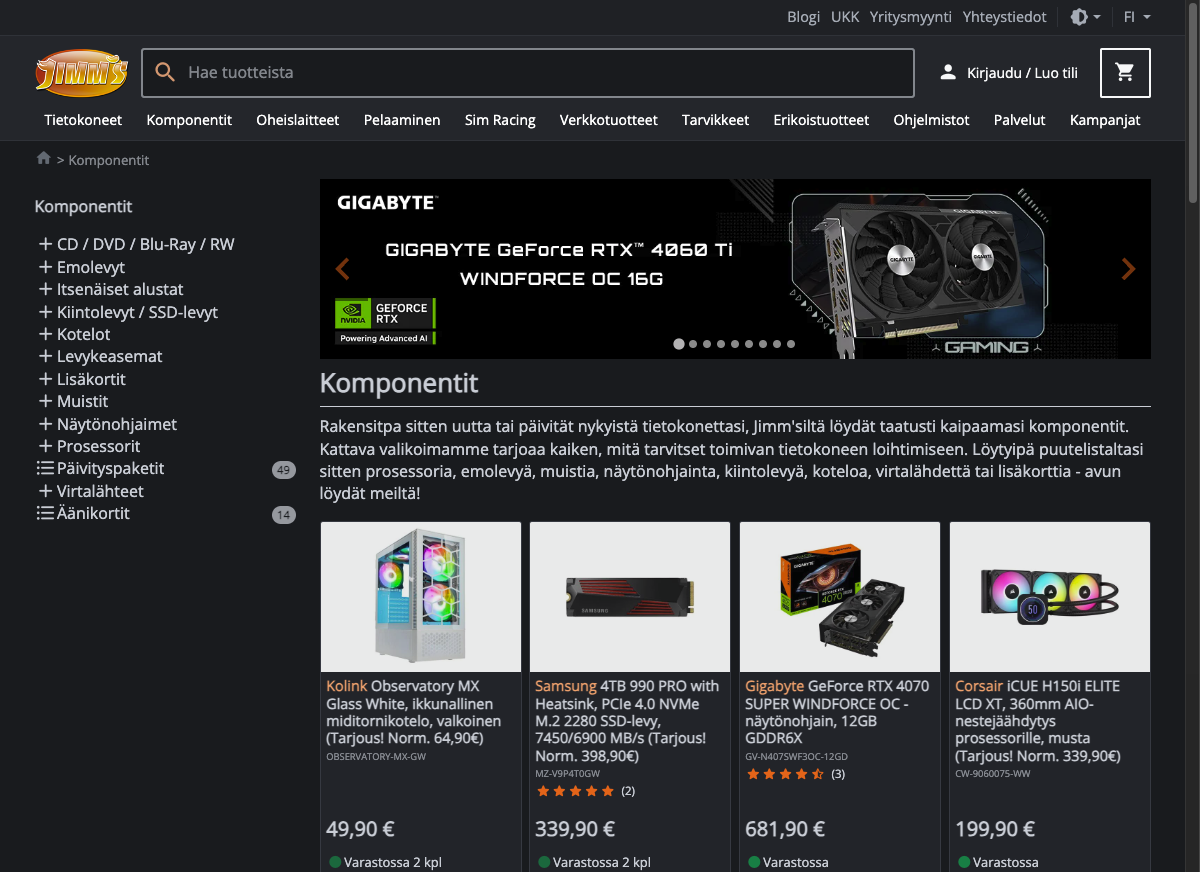 Blogi UKK Yritysmyynti Yhteystiedot FI
JIMM'S
Hae tuotteista
Kirjaudu / Luo tili
Tietokoneet Komponentit Oheislaitteet Pelaaminen Sim Racing Verkkotuotteet Tarvikkeet Erikoistuotteet Ohjelmistot Palvelut Kampanjat
> Komponentit
Komponentit
CD / DVD / Blu-Ray / RW
Emolevyt
Itsenäiset alustat
Kiintolevyt / SSD-levyt
Kotelot
Levykeasemat
Lisäkortit
Muistit
Näytönohjaimet
Prosessorit
Päivityspaketit 49
Virtalähteet
Äänikortit 14
GIGABYTE™
GIGABYTE GeForce RTX™ 4060 Ti
WINDFORCE OC 16G
NVIDIA
GEFORCE
RTX
Powering Advanced AI
GIGABYTE
GIGABYTE
GIGABYTE
GAMING
Komponentit
Rakensitpa sitten uutta tai päivität nykyistä tietokonettasi, Jimm'siltä löydät taatusti kaipaamasi komponentit.
Kattava valikoimamme tarjoaa kaiken, mitä tarvitset toimivan tietokoneen loihtimiseen. Löytyipä puutelistaltasi
sitten prosessoria, emolevyä, muistia, näytönohjainta, kiintolevyä, koteloa, virtalähdettä tai lisäkorttia - avun
löydät meiltä!
Kolink Observatory MX
Glass White, ikkunallinen
miditornikotelo, valkoinen
(Tarjous! Norm. 64,90€)
OBSERVATORY-MX-GW
49,90 €
Varastossa 2 kpl
SAMSUNG
Samsung 4TB 990 PRO with
Heatsink, PCIe 4.0 NVMe
M.2 2280 SSD-levy,
7450/6900 MB/s (Tarjous!
Norm. 398,90€)
MZ-V9P4T0GW
(2)
339,90 €
Varastossa 2 kpl
GIGABYTE
4070
Gigabyte GeForce RTX 4070
SUPER WINDFORCE OC -
näytönohjain, 12GB
GDDR6X
GV-N407SWF3OC-12GD
(3)
681,90 €
Varastossa
50
Corsair iCUE H150i ELITE
LCD XT, 360mm AIO-
nestejäähdytys
prosessorille, musta
(Tarjous! Norm. 339,90€)
CW-9060075-WW
199,90 €
Varastossa